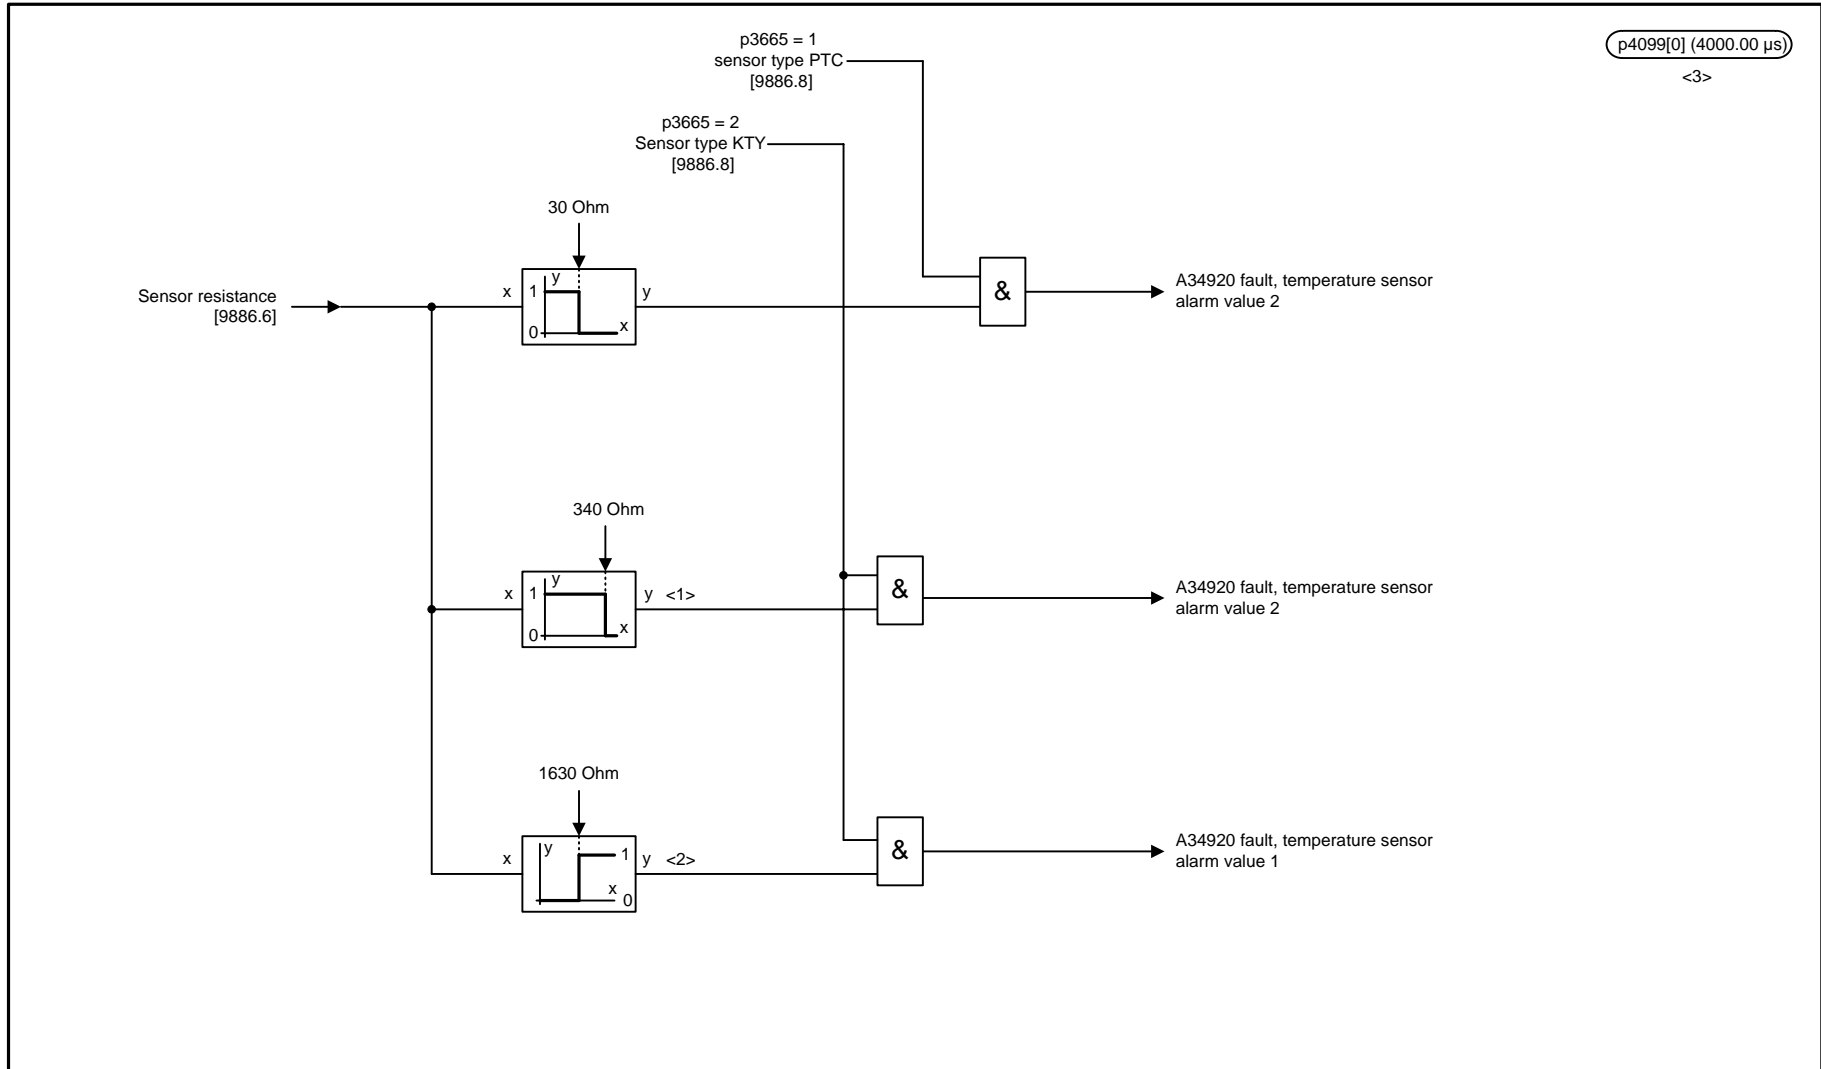 p3665 = 1
sensor type PTC
[9886.8]
p4099[0] (4000.00 µs)
<3>
p3665 = 2
Sensor type KTY
[9886.8]
30 Ohm
Sensor resistance
[9886.6]
x
1
y
0
x
y
&
A34920 fault, temperature sensor
alarm value 2
340 Ohm
x
1
y
0
x
y <1>
&
A34920 fault, temperature sensor
alarm value 2
1630 Ohm
x
y
1
x
0
y <2>
&
A34920 fault, temperature sensor
alarm value 1